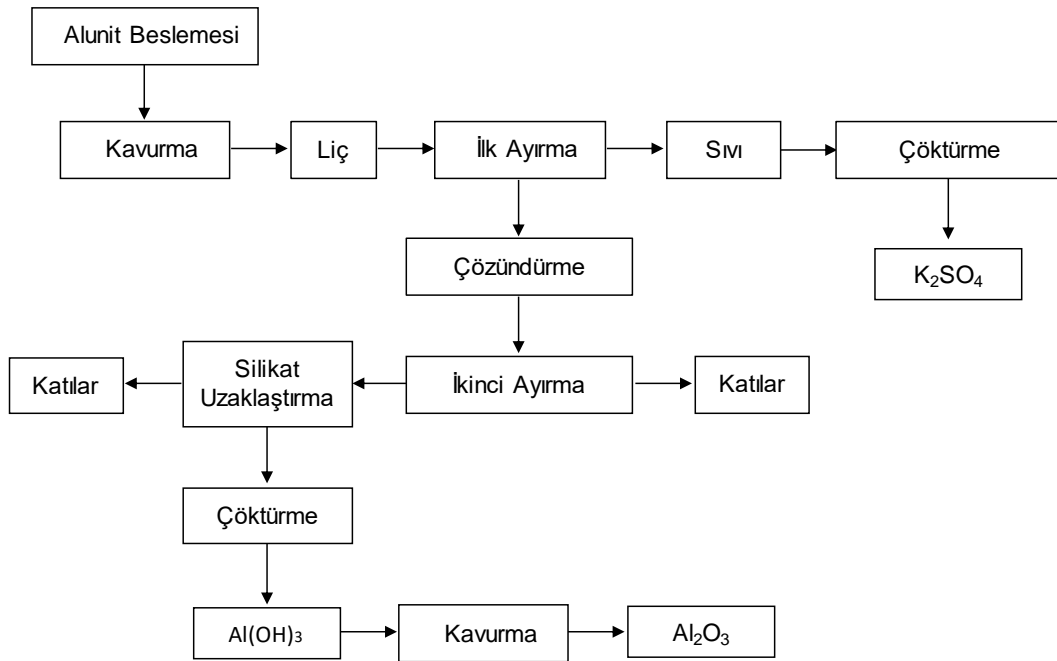 Alunit Beslemesi
Kavurma
Liç
İlk Ayırma
Sıvı
Çöktürme
Çözündürme
K₂SO₄
Katılar
Silikat
Uzaklaştırma
İkinci Ayırma
Katılar
Çöktürme
Al(OH)₃
Kavurma
Al₂O₃